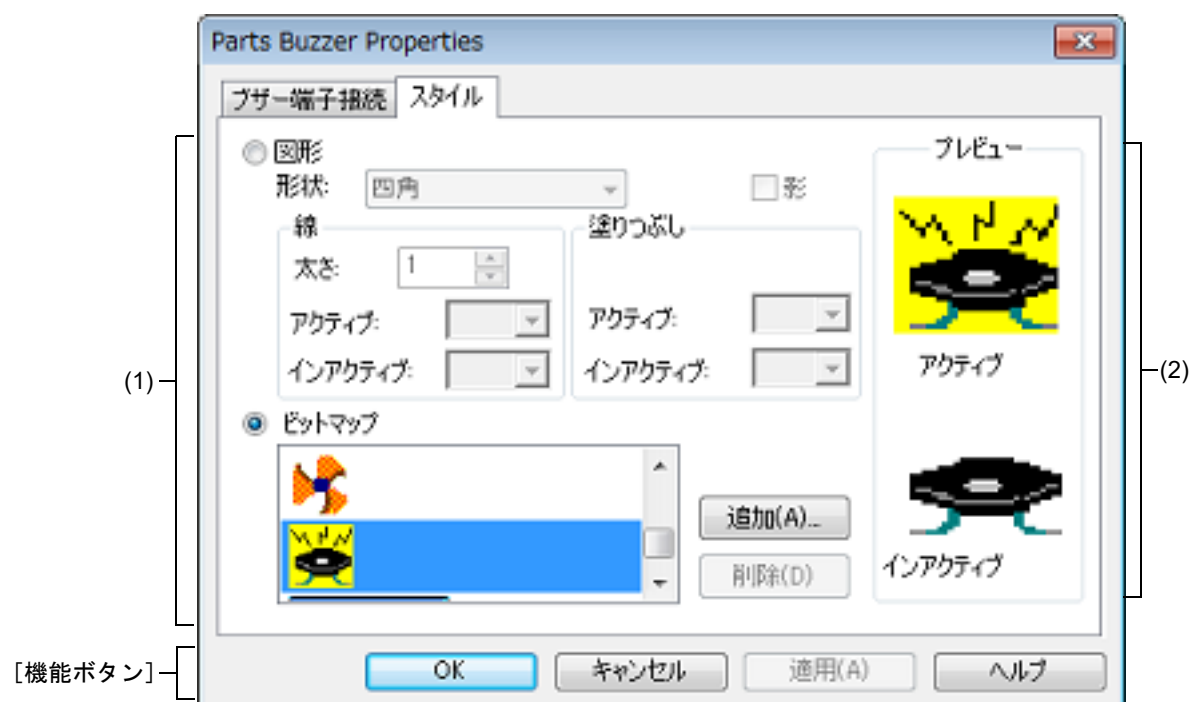 Parts Buzzer Properties
ブザー端子接続 スタイル
図形
形状: 四角 影
線
太さ: 1
アクティブ:
インアクティブ:
塗りつぶし
アクティブ:
インアクティブ:
ビットマップ
追加(A)...
削除(D)
プレビュー
アクティブ
インアクティブ
(1)
(2)
[機能ボタン]
OK キャンセル 適用(A) ヘルプ